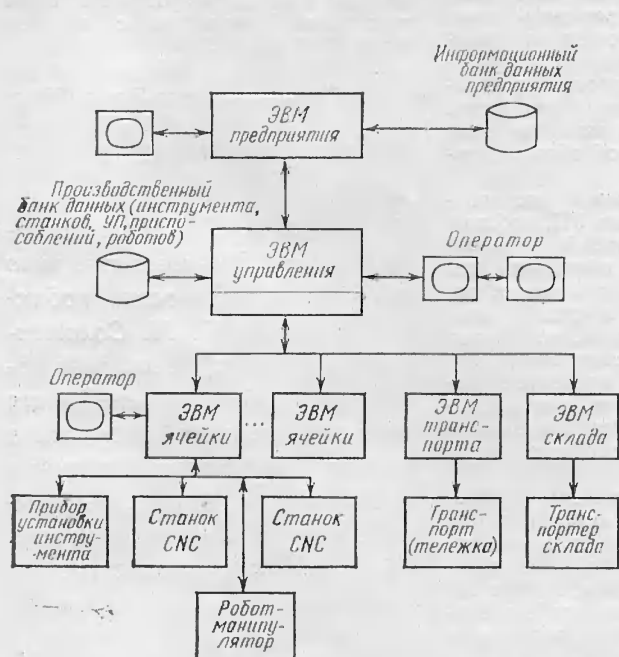 Информационный
банк данных
предприятия
ЭВМ
предприятия
Производственный
банк данных (инструмента,
станков, УП, приспо-
соблений, роботов)
ЭВМ
управления
Оператор
Оператор
ЭВМ
ячейки
...
ЭВМ
ячейки
ЭВМ
транс-
порта
ЭВМ
склада
Прибор
установки
инстру-
мента
Станок
CNC
Станок
CNC
Транс-
порт
(тележка)
Транс-
портер
склада
Робот-
манипу-
лятор